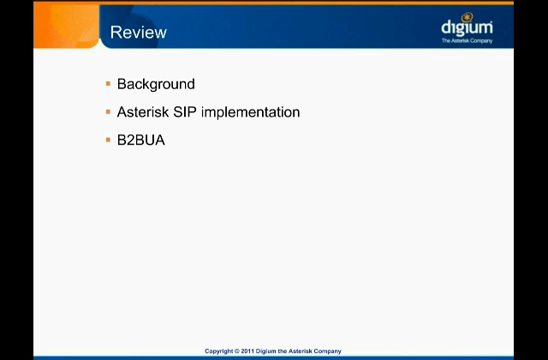 Review
digium
The Asterisk Company
Background
Asterisk SIP implementation
B2BUA
Copyright © 2011 Digium the Asterisk Company